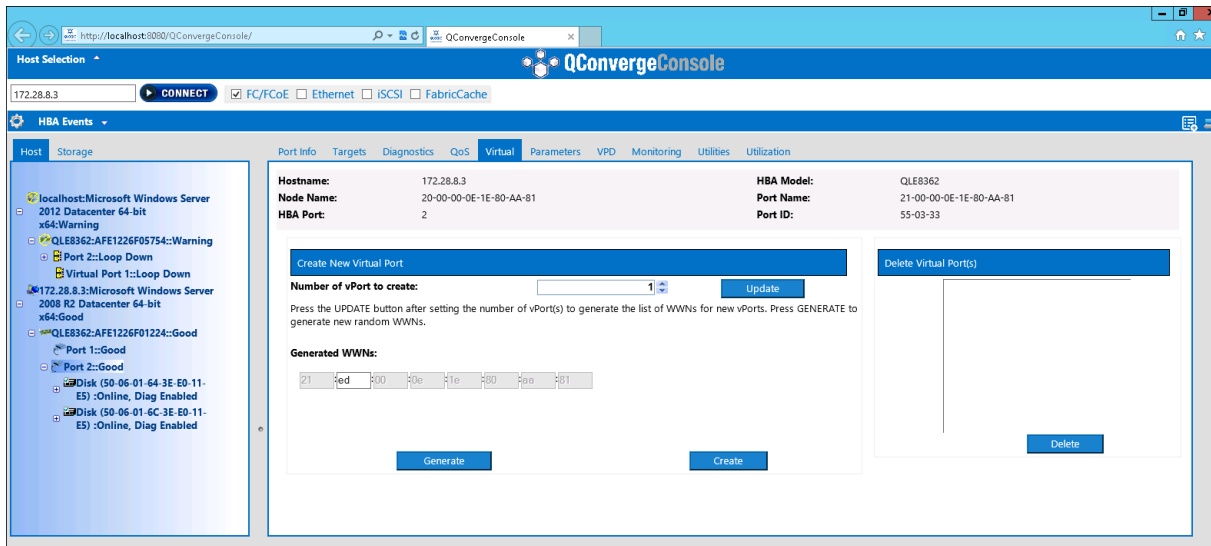 http://localhost:8080/QConvergeConsole/
QConvergeConsole
Host Selection
QConvergeConsole
172.28.8.3
CONNECT
FC/FCoE
Ethernet
iSCSI
FabricCache
HBA Events
Host
Storage
localhost:Microsoft Windows Server
2012 Datacenter 64-bit
x64:Warning
QLE8362:AFE1226F05754::Warning
Port 2::Loop Down
Virtual Port 1::Loop Down
172.28.8.3:Microsoft Windows Server
2008 R2 Datacenter 64-bit
x64:Good
QLE8362:AFE1226F01224::Good
Port 1::Good
Port 2::Good
Disk (50-06-01-64-3E-E0-11-
E5) :Online, Diag Enabled
Disk (50-06-01-6C-3E-E0-11-
E5) :Online, Diag Enabled
Port Info
Targets
Diagnostics
QoS
Virtual
Parameters
VPD
Monitoring
Utilities
Utilization
Hostname: 172.28.8.3
HBA Model: QLE8362
Node Name: 20-00-00-0E-1E-80-AA-81
Port Name: 21-00-00-0E-1E-80-AA-81
HBA Port: 2
Port ID: 55-03-33
Create New Virtual Port
Number of vPort to create: 1
Update
Press the UPDATE button after setting the number of vPort(s) to generate the list of WWNs for new vPorts. Press GENERATE to
generate new random WWNs.
Generated WWNs:
21 :ed :00 :0e :1e :80 :aa :81
Generate
Create
Delete Virtual Port(s)
Delete